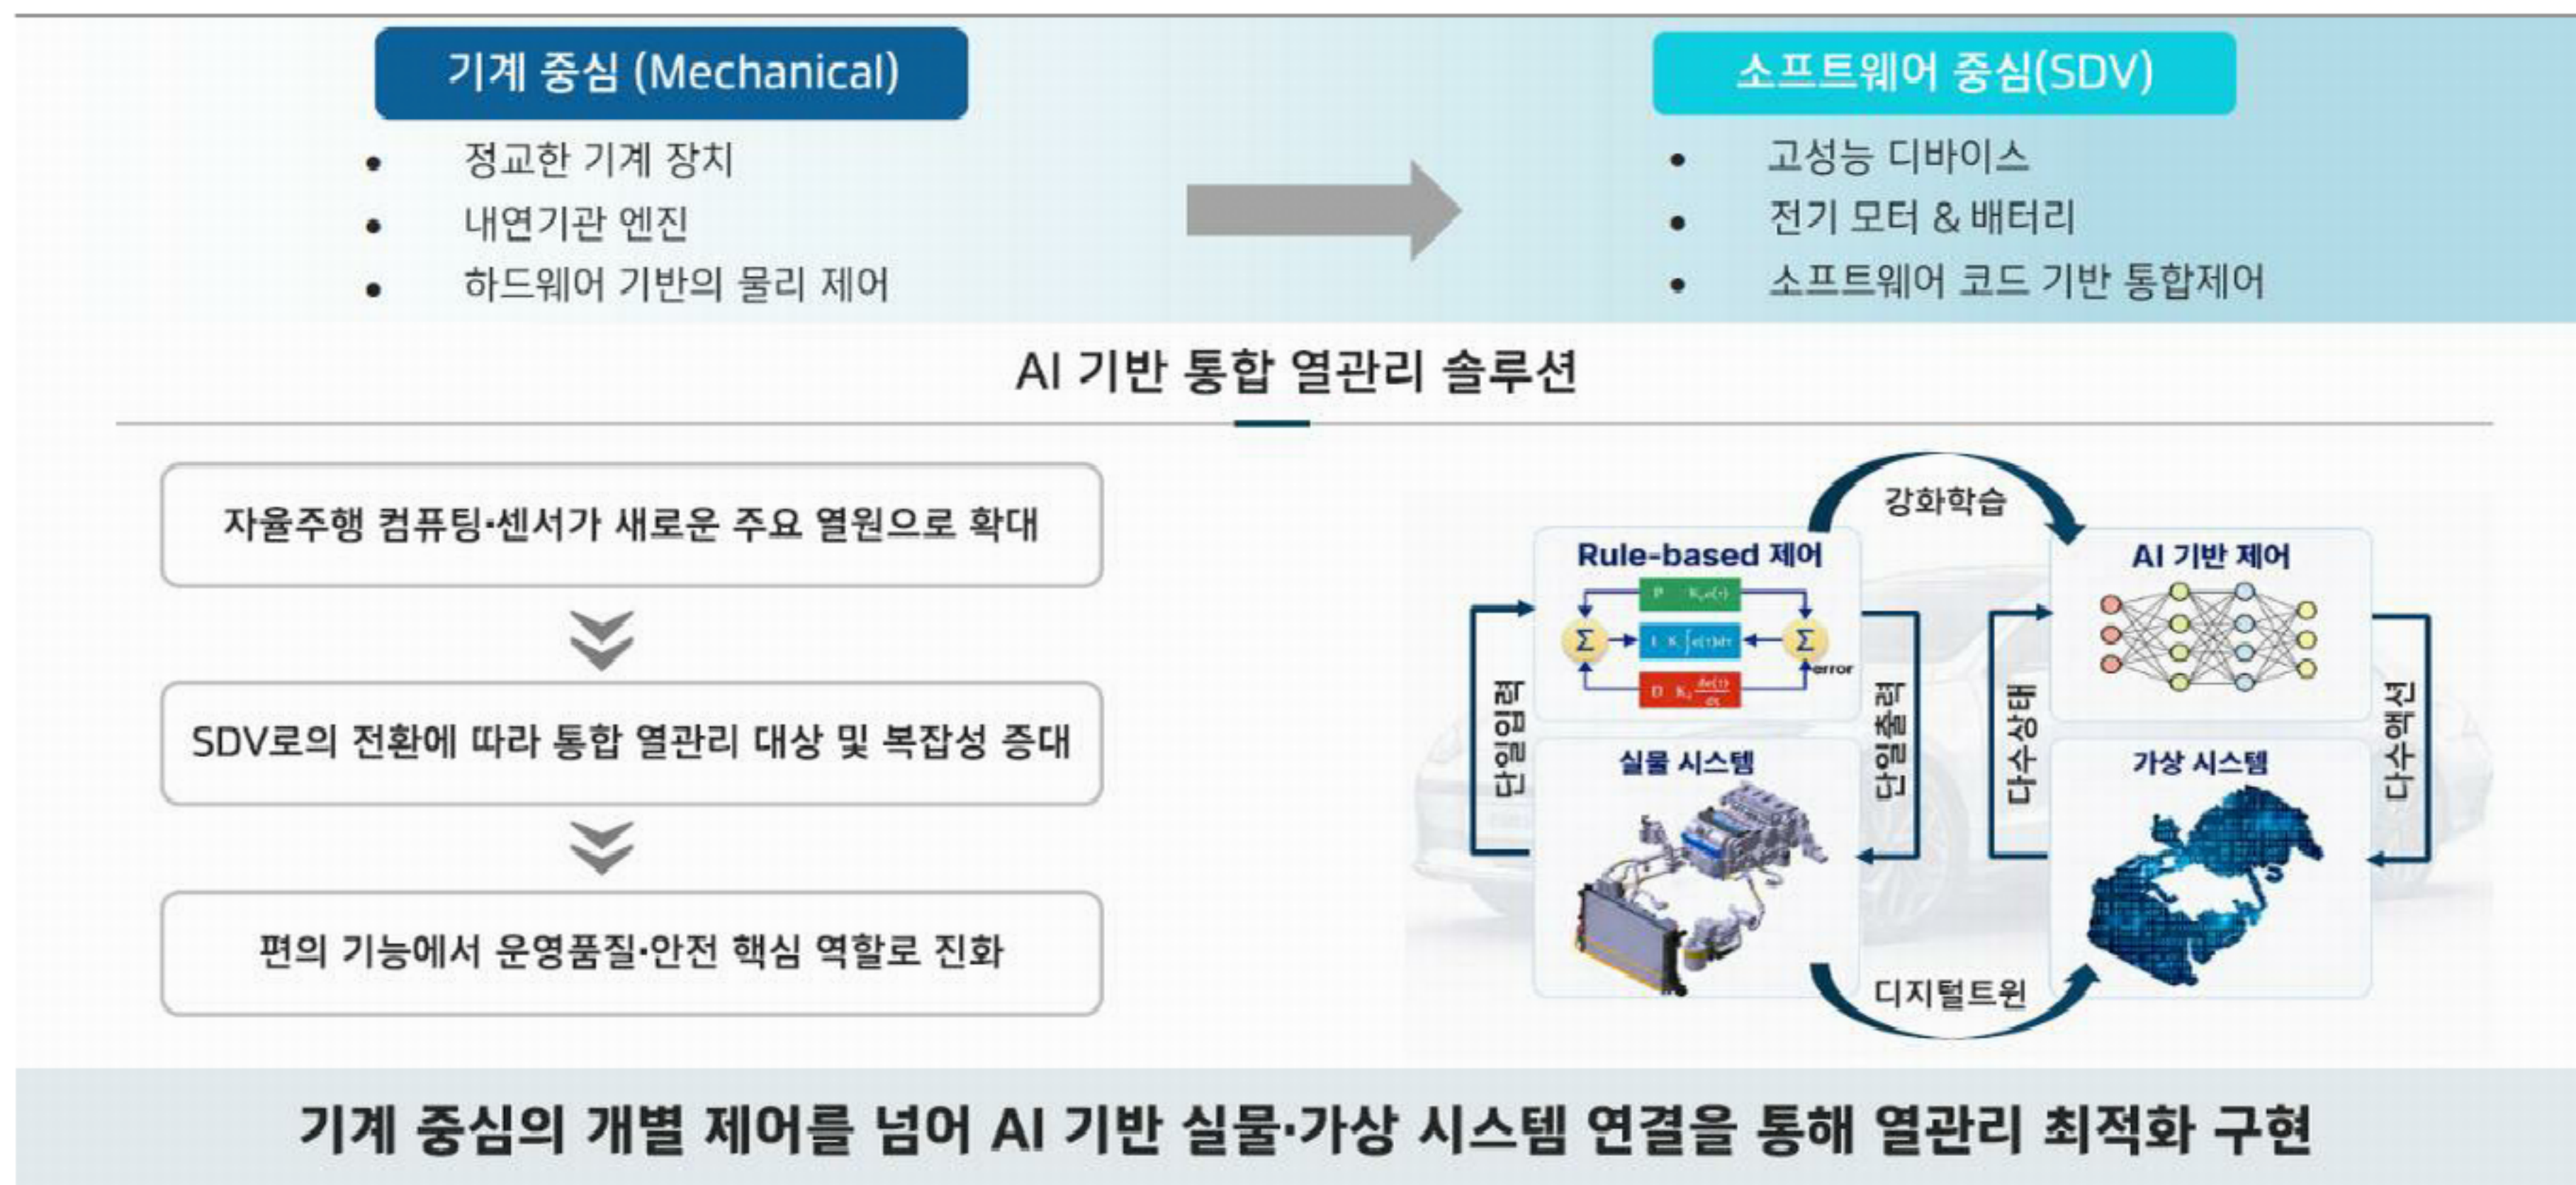 기계 중심 (Mechanical)
• 정교한 기계 장치
• 내연기관 엔진
• 하드웨어 기반의 물리 제어
소프트웨어 중심(SDV)
• 고성능 디바이스
• 전기 모터 & 배터리
• 소프트웨어 코드 기반 통합제어
AI 기반 통합 열관리 솔루션
자율주행 컴퓨팅·센서가 새로운 주요 열원으로 확대
SDV로의 전환에 따라 통합 열관리 대상 및 복잡성 증대
편의 기능에서 운영품질·안전 핵심 역할로 진화
강화학습
Rule-based 제어
P
Σ
I
Σ
error
D
단일입력
단일출력
실물 시스템
AI 기반 제어
다수상태
다수액션
가상 시스템
디지털트윈
기계 중심의 개별 제어를 넘어 AI 기반 실물·가상 시스템 연결을 통해 열관리 최적화 구현